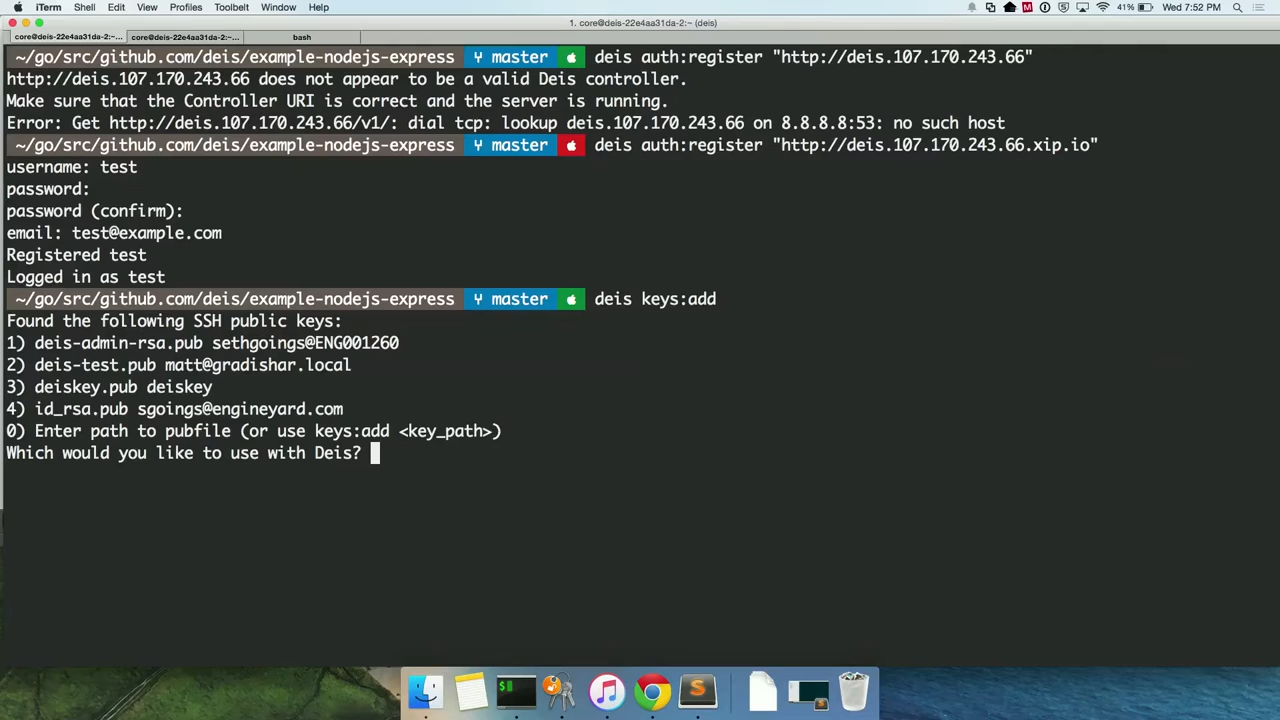 iTerm Shell Edit View Profiles Toolbelt Window Help 41% Wed 7:52 PM
1. core@deis-22e4aa31da-2:~ (deis)
core@deis-22e4aa31da-2:~... core@deis-22e4aa31da-2:~... bash
~/go/src/github.com/deis/example-nodejs-express master deis auth:register "http://deis.107.170.243.66"
http://deis.107.170.243.66 does not appear to be a valid Deis controller.
Make sure that the Controller URI is correct and the server is running.
Error: Get http://deis.107.170.243.66/v1/: dial tcp: lookup deis.107.170.243.66 on 8.8.8.8:53: no such host
~/go/src/github.com/deis/example-nodejs-express master deis auth:register "http://deis.107.170.243.66.xip.io"
username: test
password:
password (confirm):
email: test@example.com
Registered test
Logged in as test
~/go/src/github.com/deis/example-nodejs-express master deis keys:add
Found the following SSH public keys:
1) deis-admin-rsa.pub sethgoings@ENG001260
2) deis-test.pub matt@gradishar.local
3) deiskey.pub deiskey
4) id_rsa.pub sgoings@engineyard.com
0) Enter path to pubfile (or use keys:add <key_path>)
Which would you like to use with Deis?